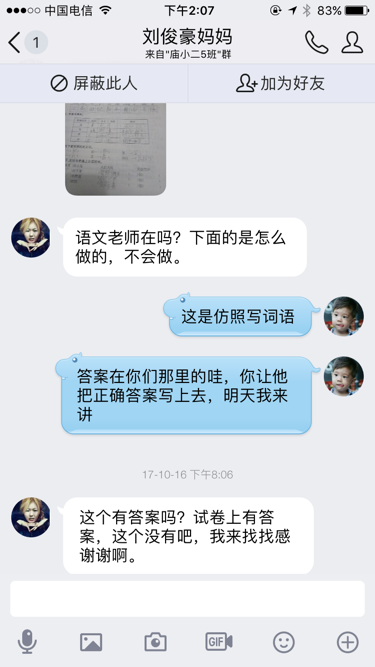 中国电信
下午2:07
83%
1
刘俊豪妈妈
来自"庙小二5班"群
屏蔽此人
加为好友
语文老师在吗？下面的是怎么
做的，不会做。
这是仿照写词语
答案在你们那里的哇，你让他
把正确答案写上去，明天我来
讲
17-10-16 下午8:06
这个有答案吗？试卷上有答
案，这个没有吧，我来找找感
谢谢啊。
GIF